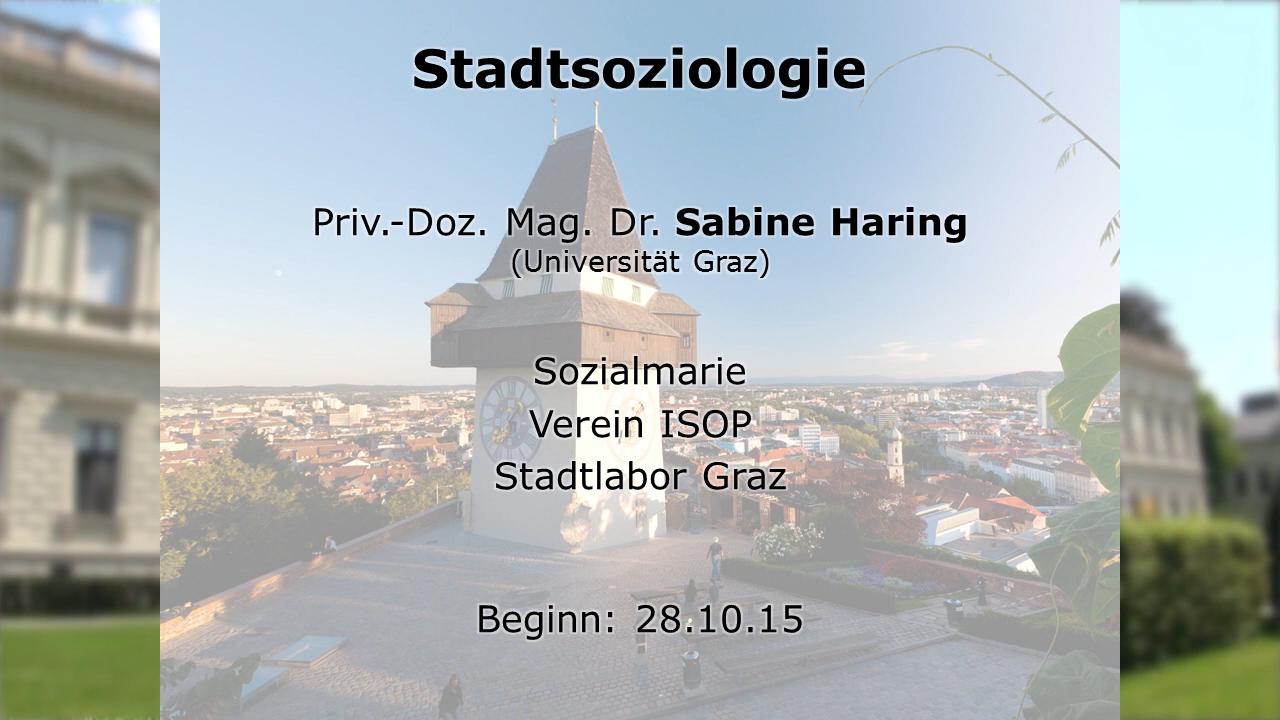 Stadtsoziologie
Priv.-Doz. Mag. Dr. Sabine Haring
(Universität Graz)
Sozialmarie
Verein ISOP
Stadtlabor Graz
Beginn: 28.10.15